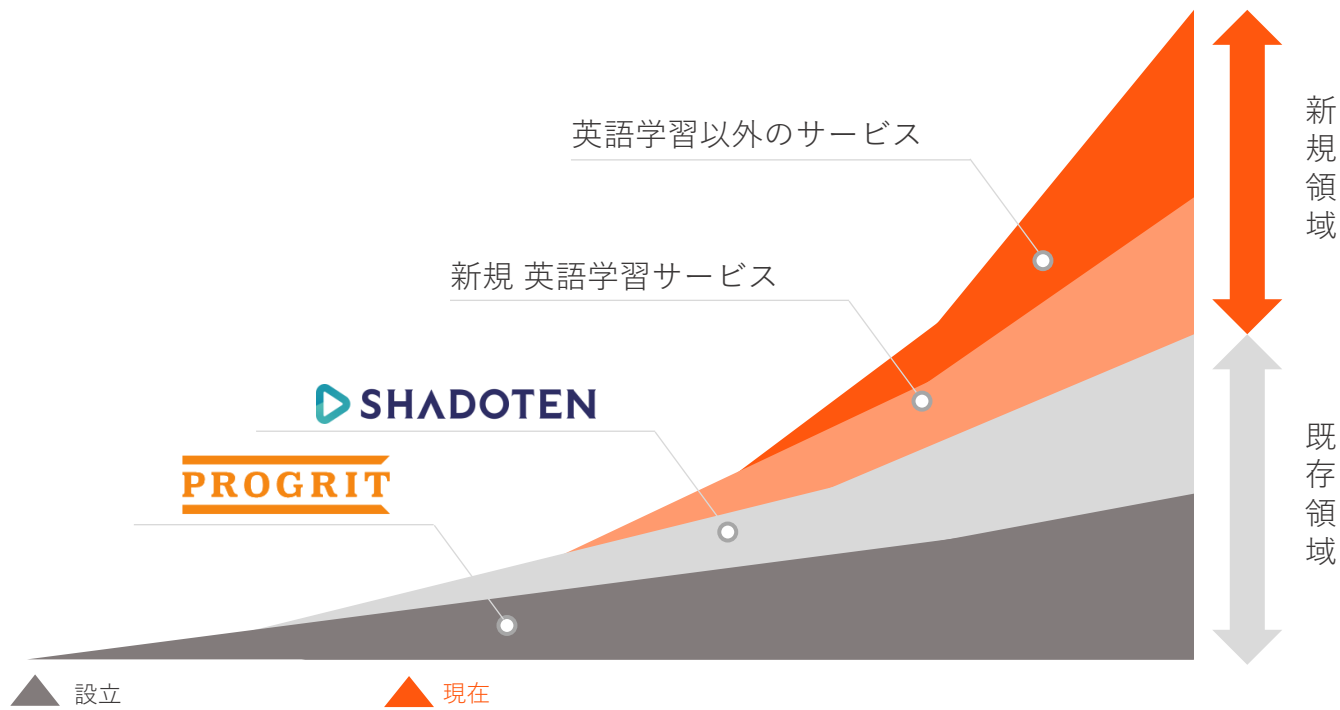 英語学習以外のサービス
新規 英語学習サービス
SHADOTEN
PROGRIT
新規領域
既存領域
設立
現在